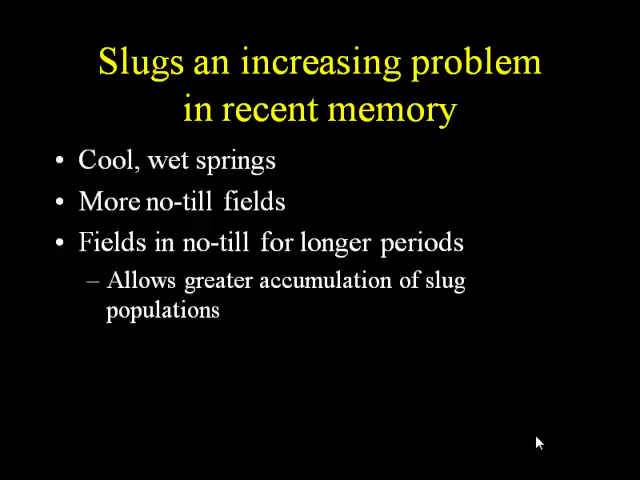 Slugs an increasing problem
in recent memory
• Cool, wet springs
• More no-till fields
• Fields in no-till for longer periods
– Allows greater accumulation of slug
populations